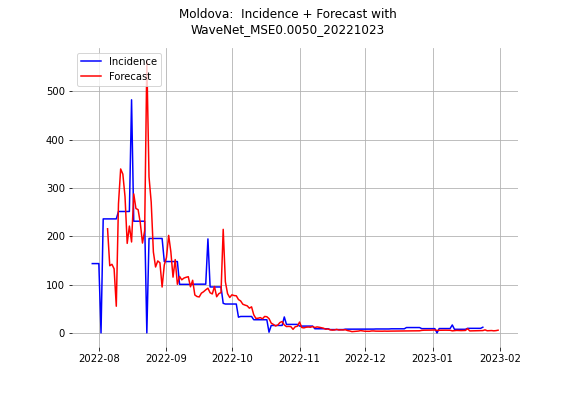 Moldova:  Incidence + Forecast with
WaveNet_MSE0.0050_20221023
Incidence
Forecast
500
400
300
200
100
0
2022-08 2022-09 2022-10 2022-11 2022-12 2023-01 2023-02